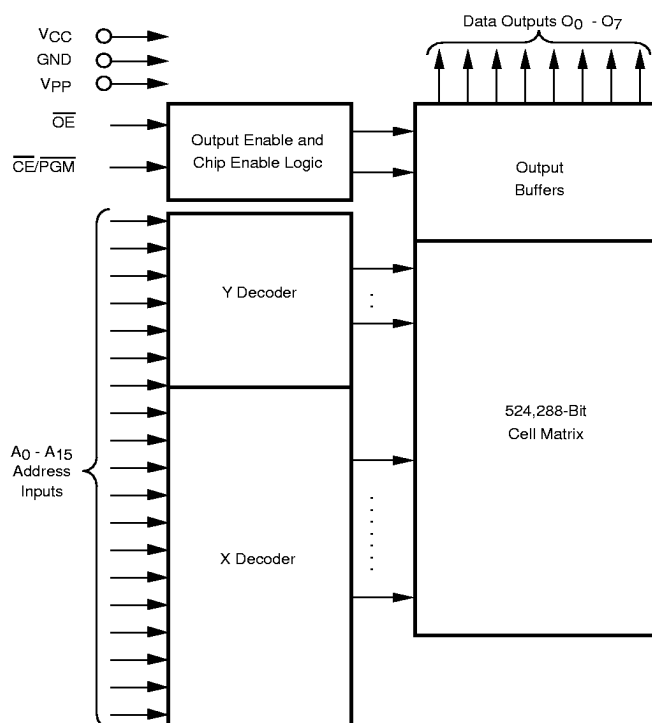 Data Outputs O0 - O7
VCC
GND
VPP
OE
CE/PGM
Output Enable and
Chip Enable Logic
Output
Buffers
Y Decoder
524,288-Bit
Cell Matrix
A0 - A15
Address
Inputs
X Decoder